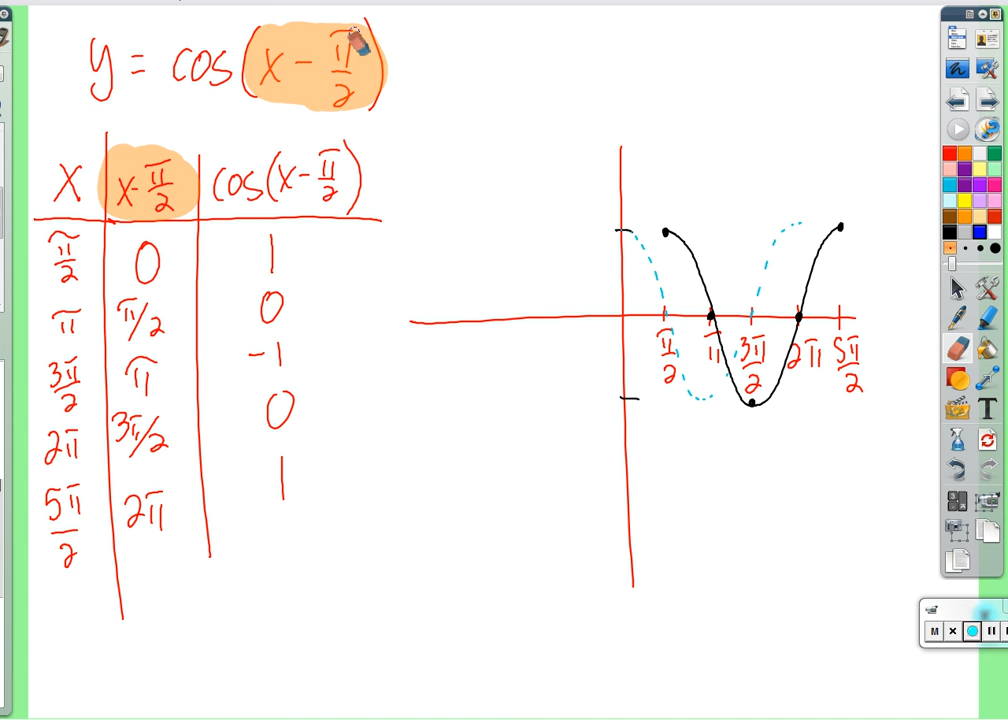 y = cos(x - π/2)
x x-π/2 cos(x-π/2)
π/2 0 1
π π/2 0
3π/2 π -1
2π 3π/2 0
5π/2 2π 1
π/2 π 3π/2 2π 5π/2
T
M X